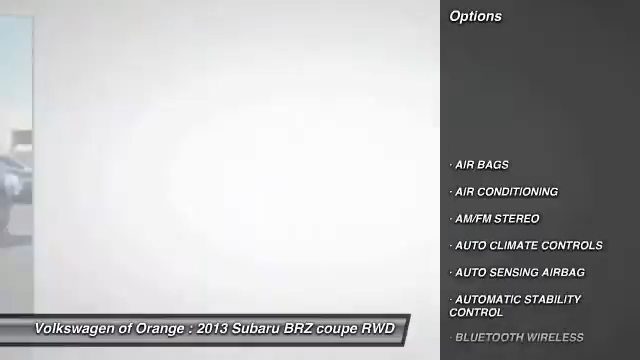 Options
· AIR BAGS
· AIR CONDITIONING
· AM/FM STEREO
· AUTO CLIMATE CONTROLS
· AUTO SENSING AIRBAG
· AUTOMATIC STABILITY
CONTROL
· BLUETOOTH WIRELESS
Volkswagen of Orange : 2013 Subaru BRZ coupe RWD